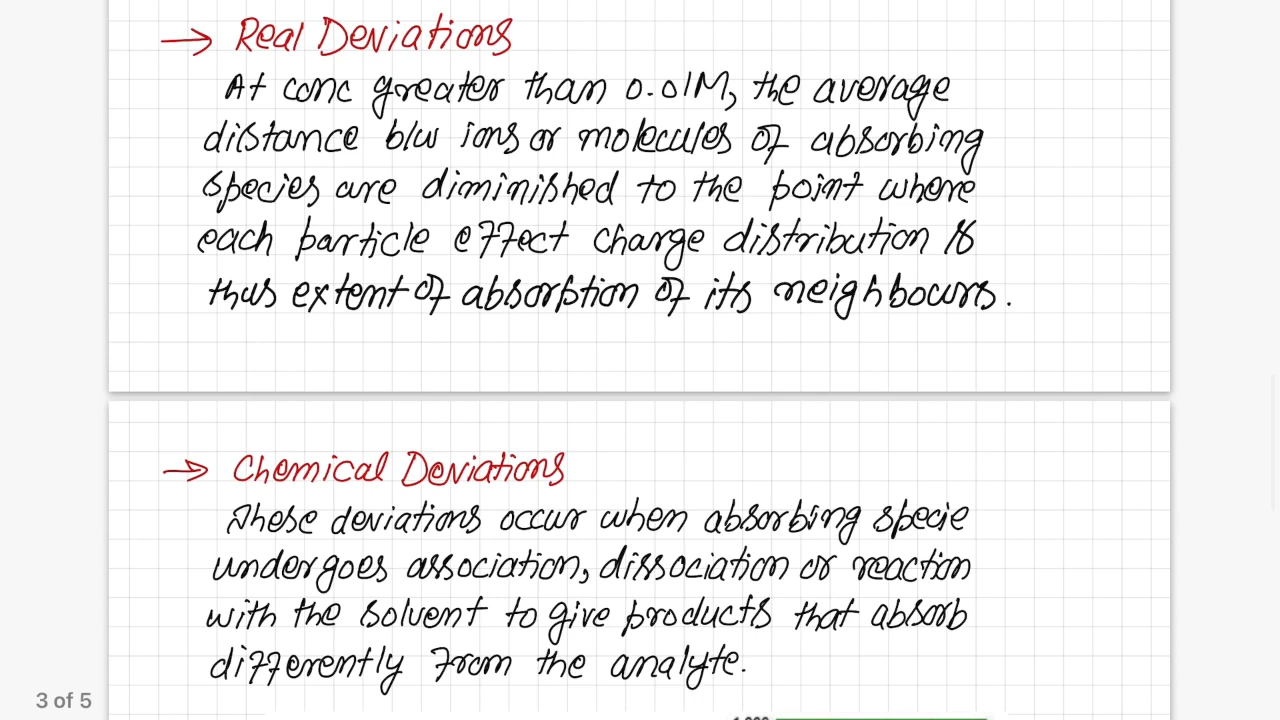 → Real Deviations
At conc greater than 0.01M, the average
distance b/w ions or molecules of absorbing
species are diminished to the point where
each particle effect charge distribution &
thus extent of absorption of its neighbours.
→ Chemical Deviations
These deviations occur when absorbing specie
undergoes association, dissociation or reaction
with the solvent to give products that absorb
differently from the analyte.
3 of 5